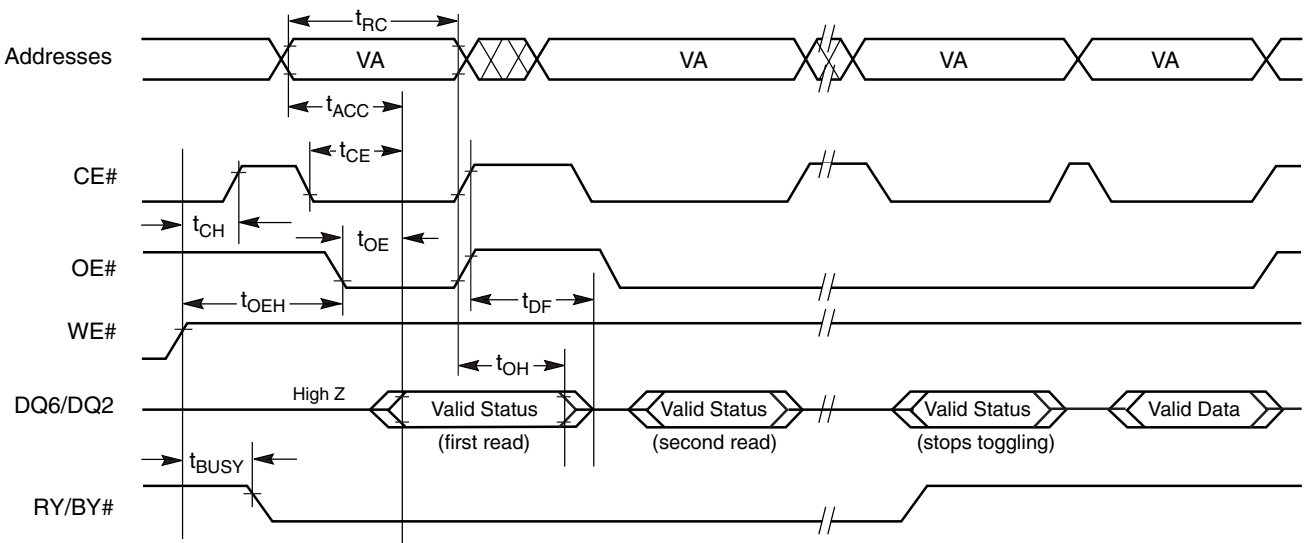 tRC
Addresses VA VA VA VA
tACC
tCE
CE#
tCH
tOE
OE#
tOEH tDF
WE#
tOH
High Z
DQ6/DQ2 Valid Status Valid Status Valid Status Valid Data
(first read) (second read) (stops toggling)
tBUSY
RY/BY#